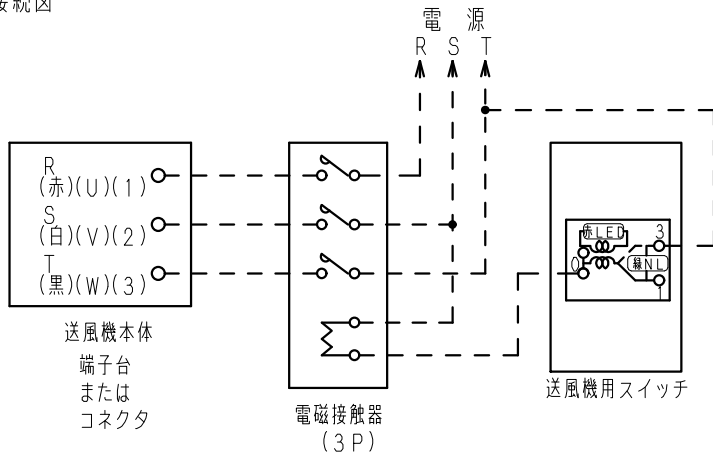 接続図
電 源
R S T
R
(赤)(U)(1)
S
(白)(V)(2)
T
(黒)(W)(3)
送風機本体
端子台
または
コネクタ
電磁接触器
(3P)
赤LED
3
0
緑NL
1
送風機用スイッチ